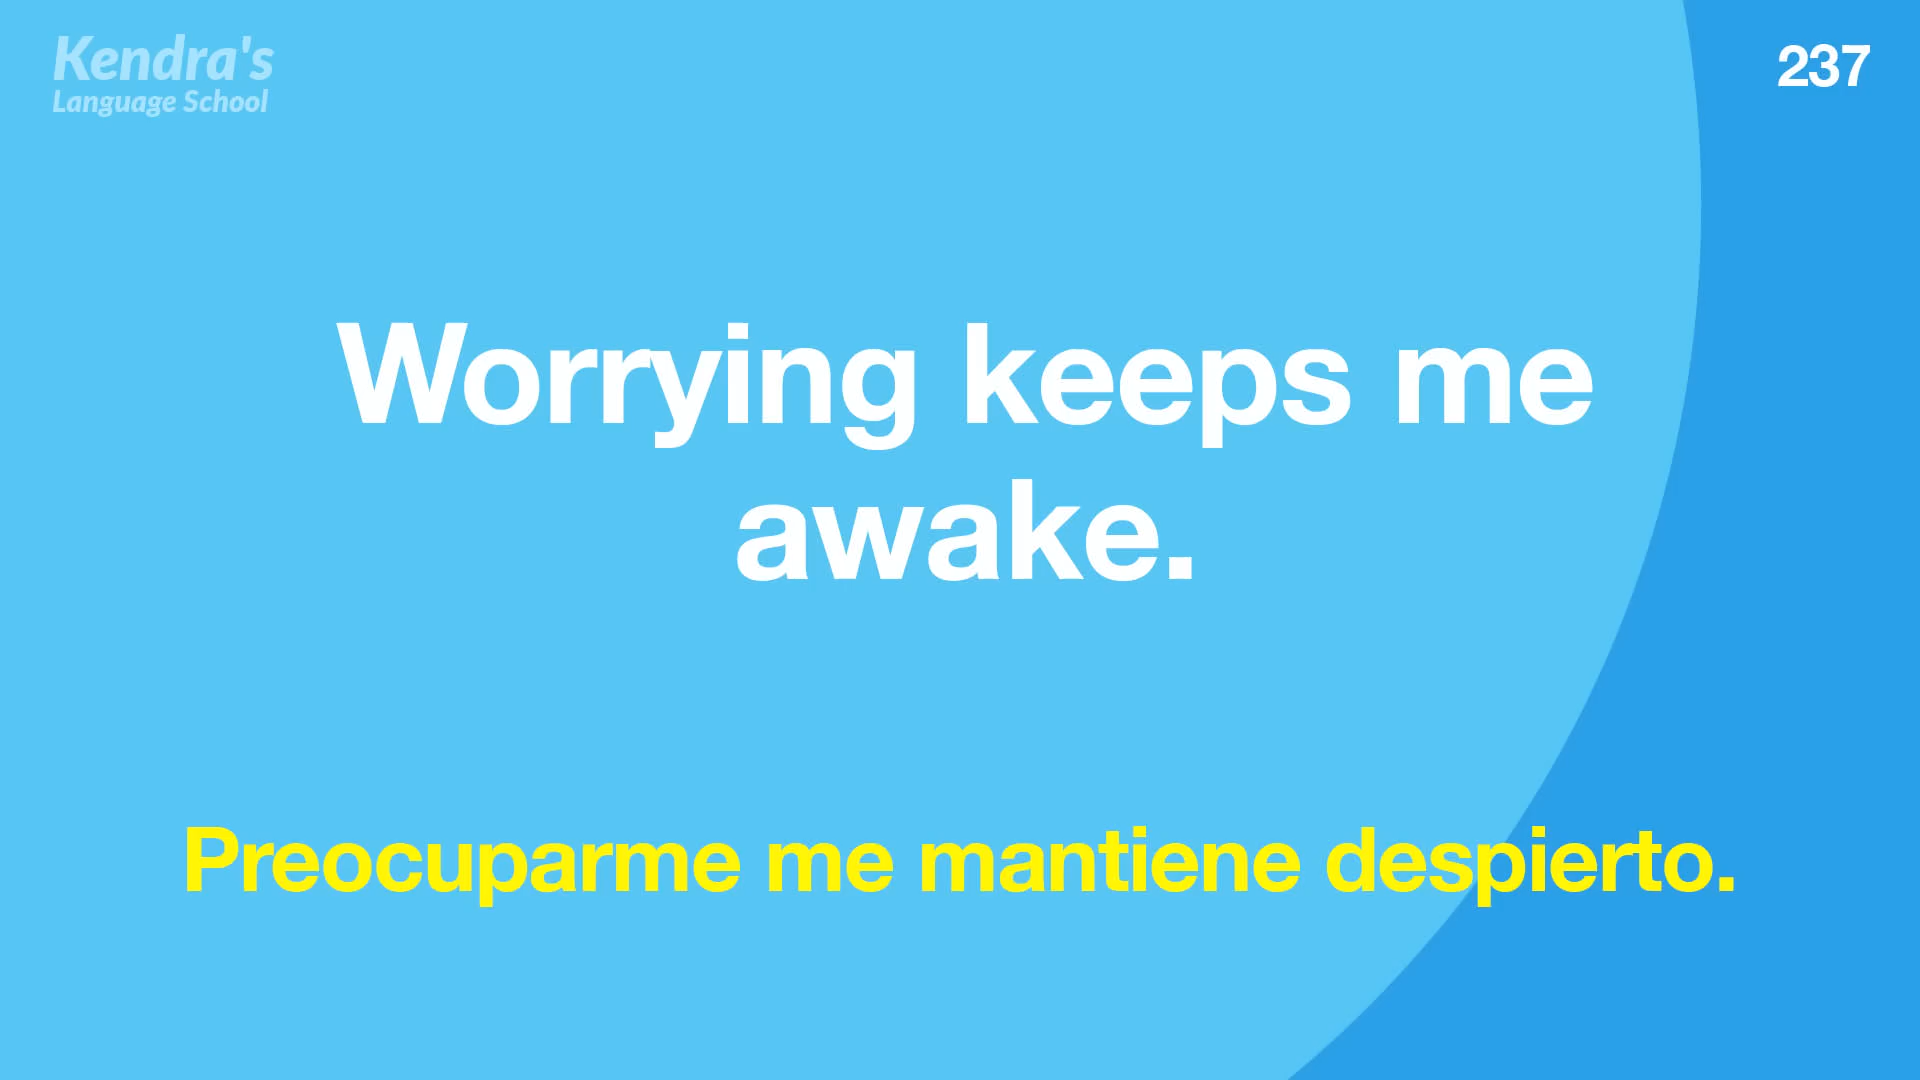 Kendra's
Language School
237
Worrying keeps me
awake.
Preocuparme me mantiene despierto.